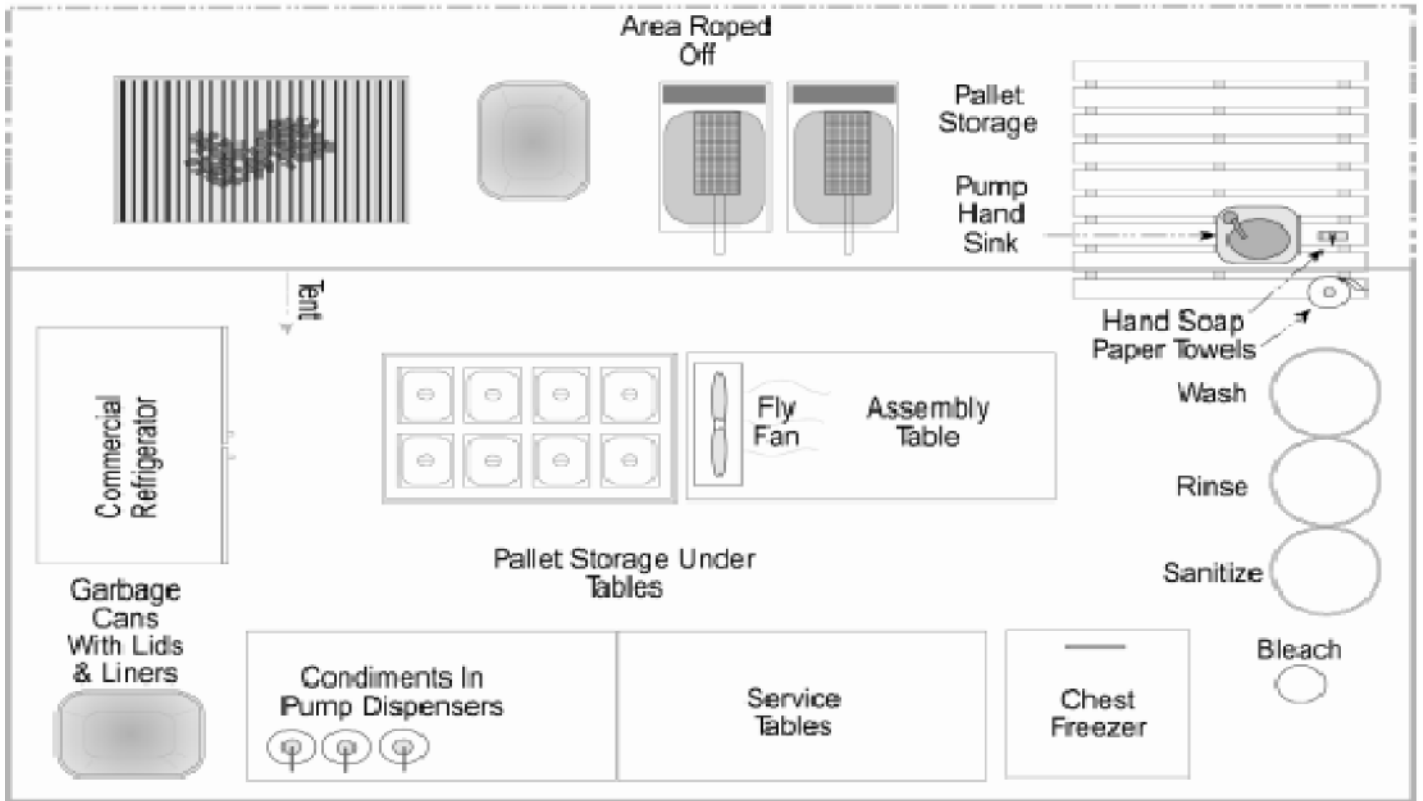 Area Roped
Off
Pallet
Storage
Pump
Hand
Sink
Tent
Hand Soap
Paper Towels
Commercial
Refrigerator
Fly
Fan
Assembly
Table
Wash
Rinse
Sanitize
Pallet Storage Under
Tables
Garbage
Cans
With Lids
& Liners
Condiments In
Pump Dispensers
Service
Tables
Chest
Freezer
Bleach